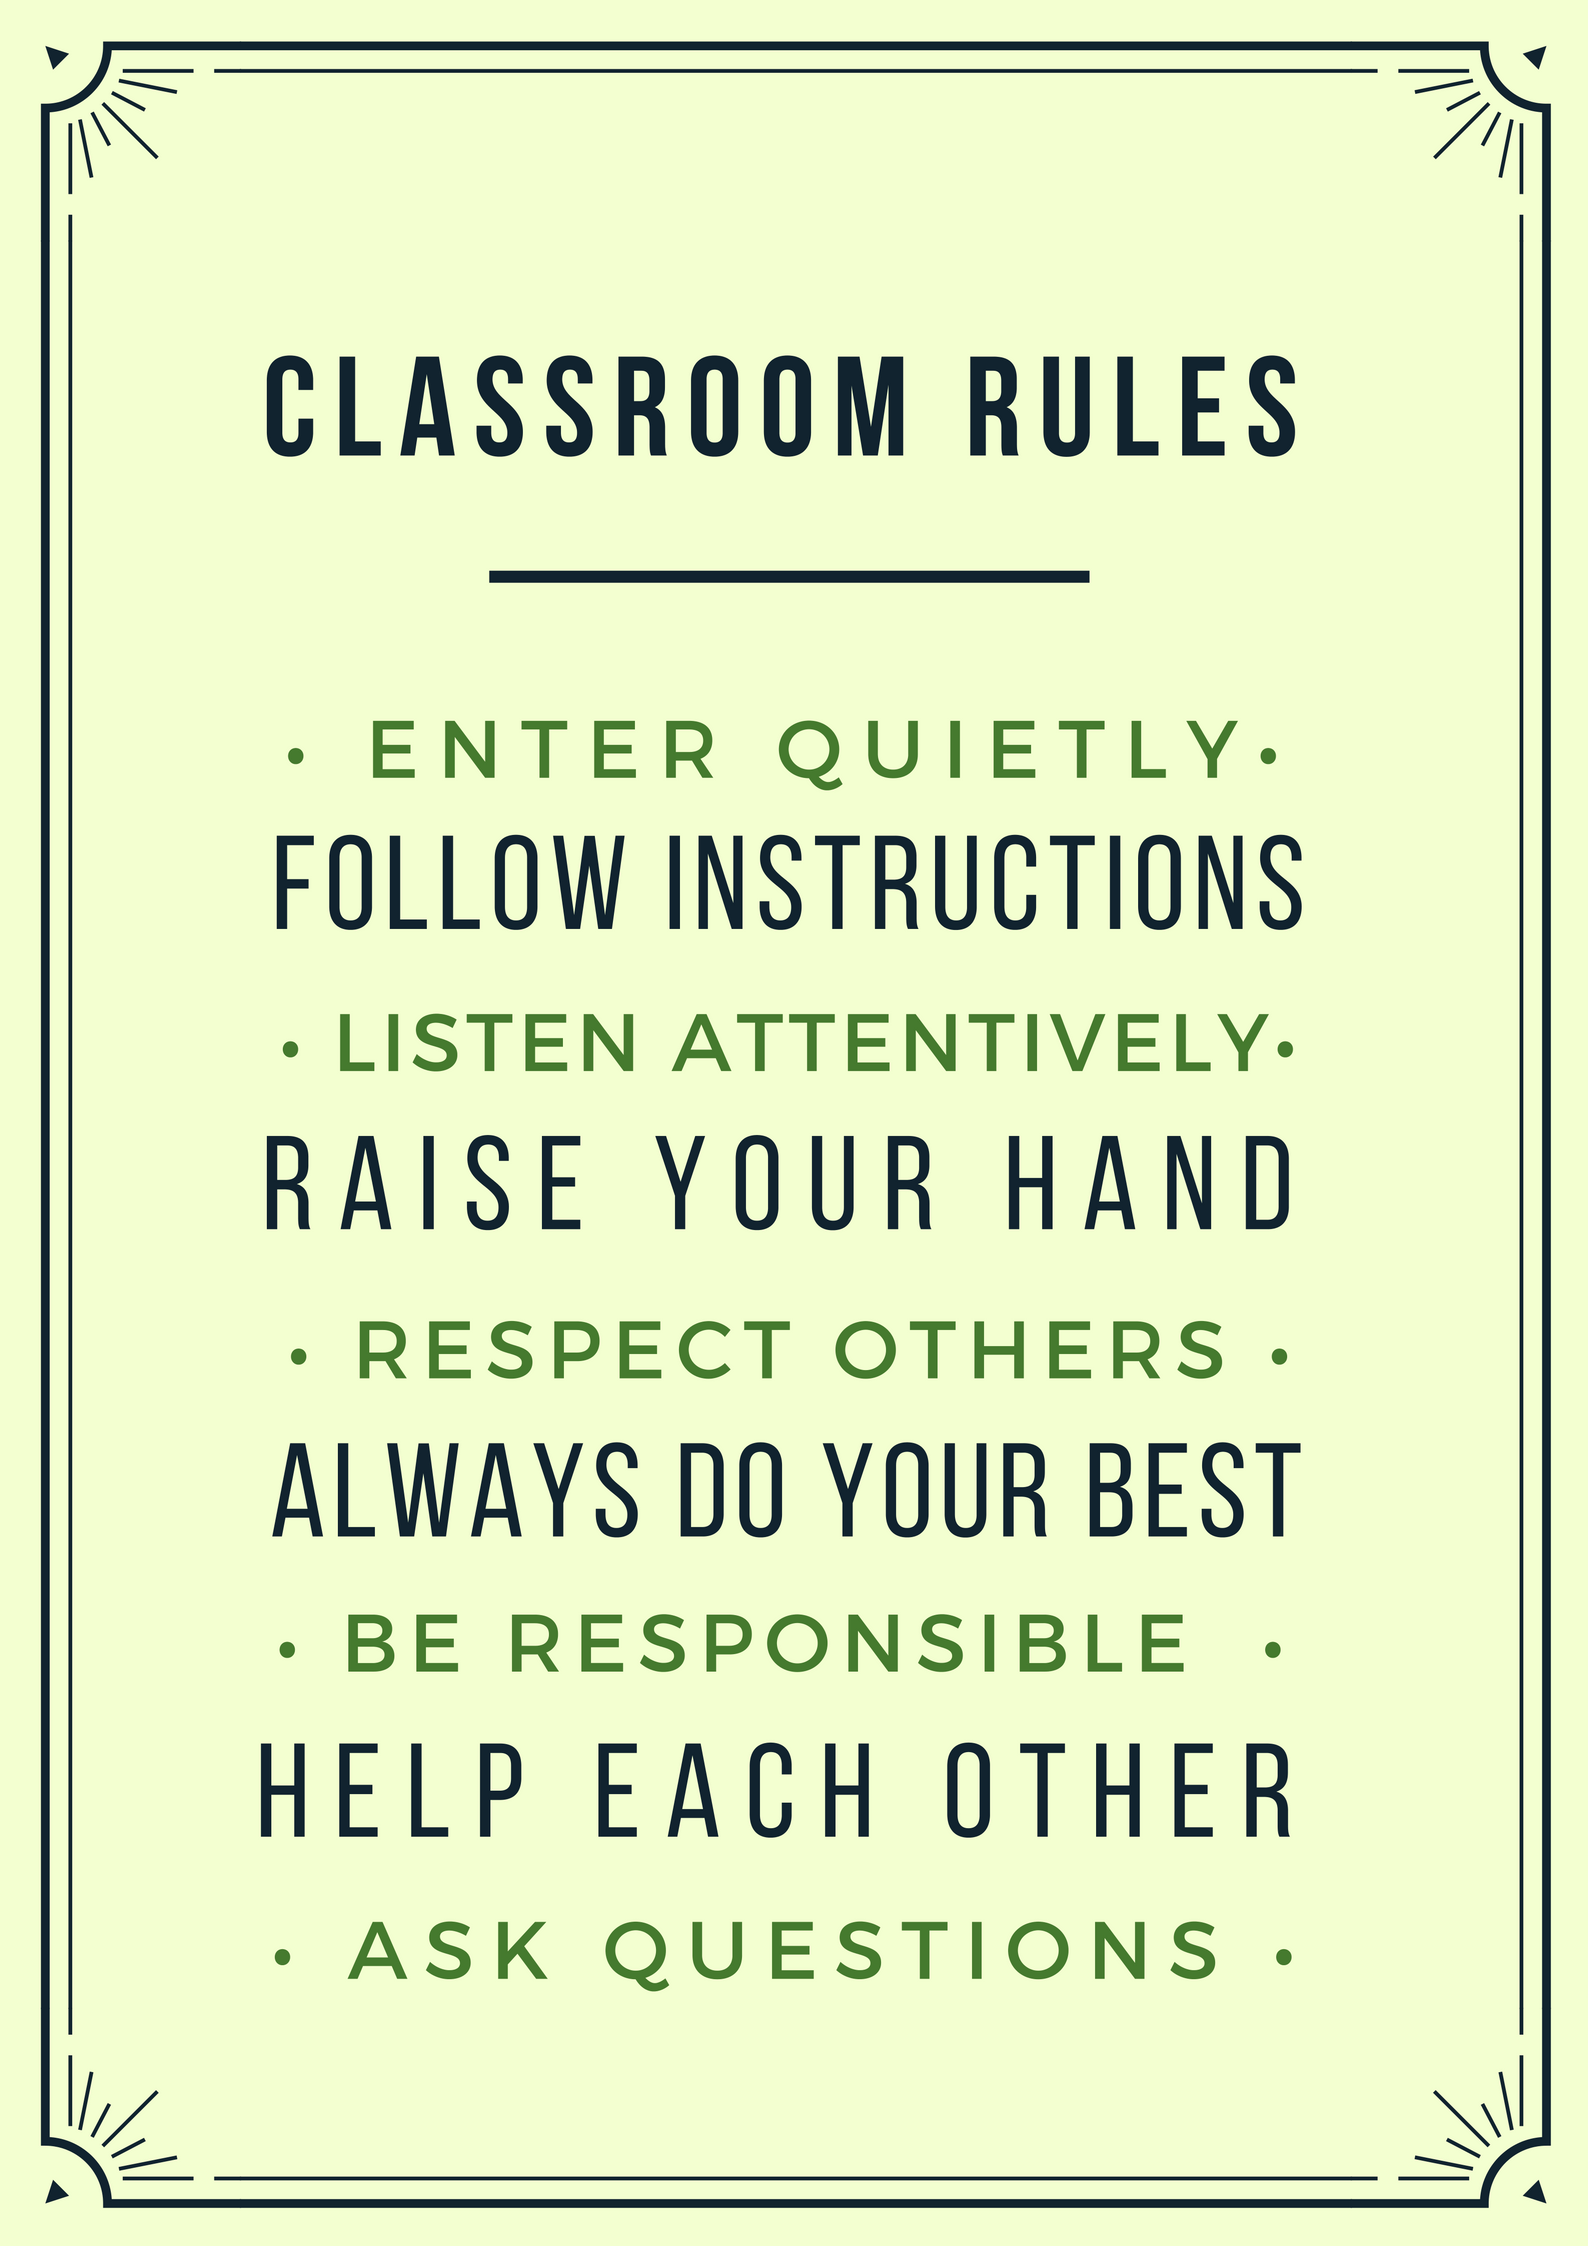 CLASSROOM RULES
• ENTER QUIETLY•
FOLLOW INSTRUCTIONS
• LISTEN ATTENTIVELY•
RAISE YOUR HAND
• RESPECT OTHERS •
ALWAYS DO YOUR BEST
• BE RESPONSIBLE •
HELP EACH OTHER
• ASK QUESTIONS •